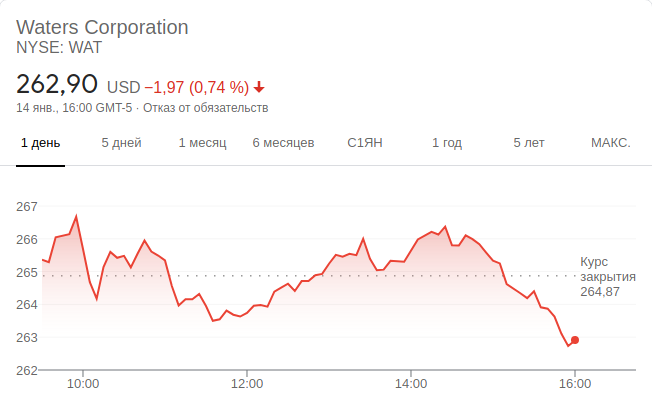 Waters Corporation
NYSE: WAT
262,90 USD −1,97 (0,74 %)
14 янв., 16:00 GMT-5 · Отказ от обязательств
1 день 5 дней 1 месяц 6 месяцев С1ЯН 1 год 5 лет МАКС.
267
266
265
264
263
262
Курс
закрытия
264,87
10:00 12:00 14:00 16:00